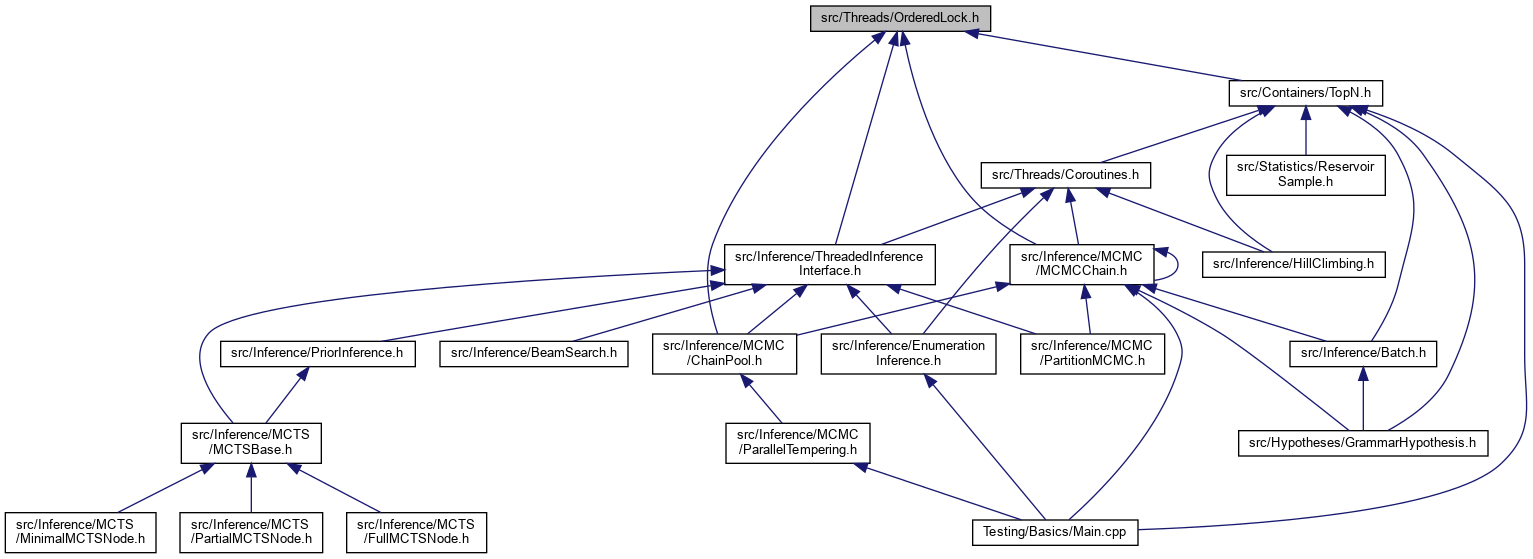 src/Threads/OrderedLock.h
src/Containers/TopN.h
src/Threads/Coroutines.h
src/Statistics/Reservoir
Sample.h
src/Inference/ThreadedInference
Interface.h
src/Inference/MCMC
/MCMCChain.h
src/Inference/HillClimbing.h
src/Inference/PriorInference.h
src/Inference/BeamSearch.h
src/Inference/MCMC
/ChainPool.h
src/Inference/Enumeration
Inference.h
src/Inference/MCMC
/PartitionMCMC.h
src/Inference/Batch.h
src/Inference/MCTS
/MCTSBase.h
src/Inference/MCMC
/ParallelTempering.h
src/Hypotheses/GrammarHypothesis.h
src/Inference/MCTS
/MinimalMCTSNode.h
src/Inference/MCTS
/PartialMCTSNode.h
src/Inference/MCTS
/FullMCTSNode.h
Testing/Basics/Main.cpp